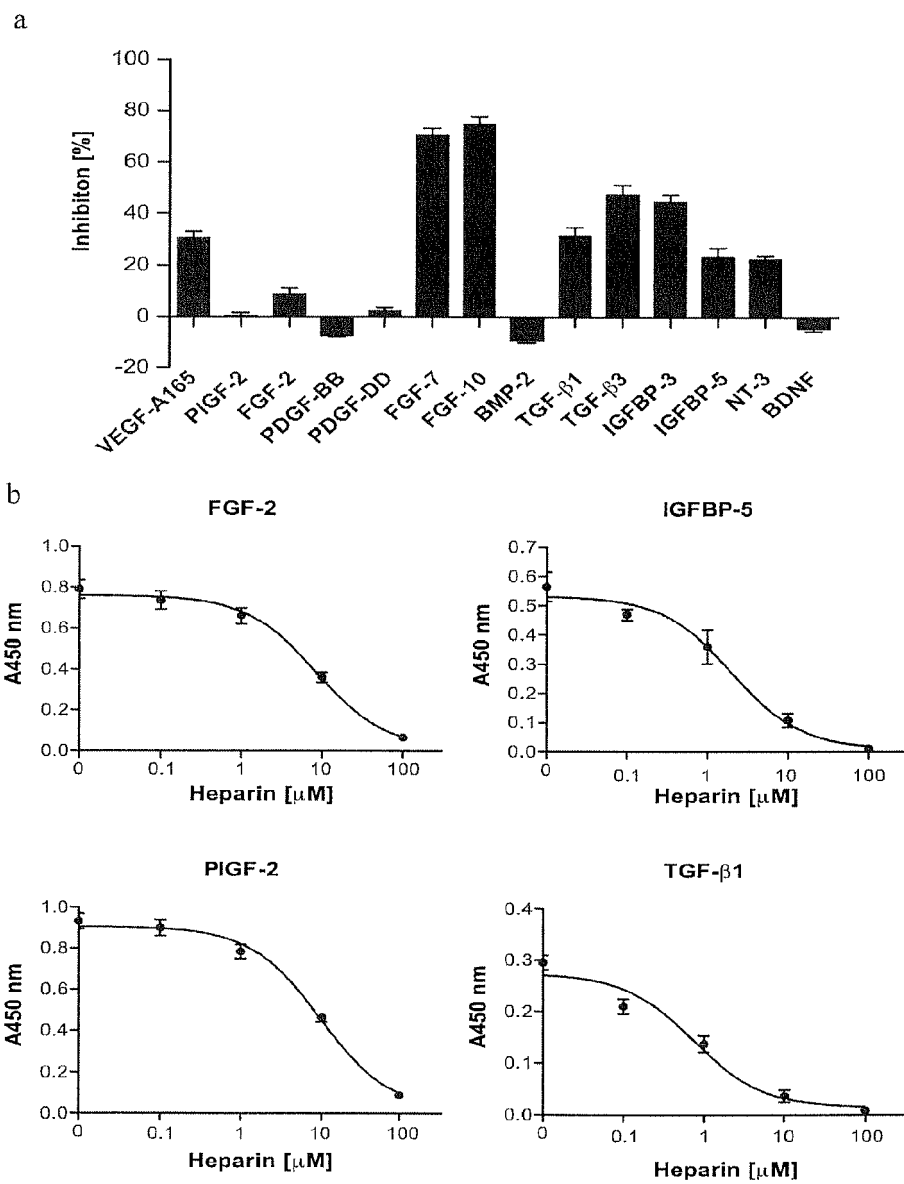 a
Inhibiton [%]
100
80
60
40
20
0
-20
VEGF-A165
PlGF-2
FGF-2
PDGF-BB
PDGF-DD
FGF-7
FGF-10
BMP-2
TGF-β1
TGF-β3
IGFBP-3
IGFBP-5
NT-3
BDNF
b
FGF-2
A450 nm
1.0
0.8
0.6
0.4
0.2
0.0
0 0.1 1 10 100
Heparin [μM]
IGFBP-5
A450 nm
0.7
0.6
0.5
0.4
0.3
0.2
0.1
0.0
0 0.1 1 10 100
Heparin [μM]
PlGF-2
A450 nm
1.0
0.8
0.6
0.4
0.2
0.0
0 0.1 1 10 100
Heparin [μM]
TGF-β1
A450 nm
0.4
0.3
0.2
0.1
0.0
0 0.1 1 10 100
Heparin [μM]